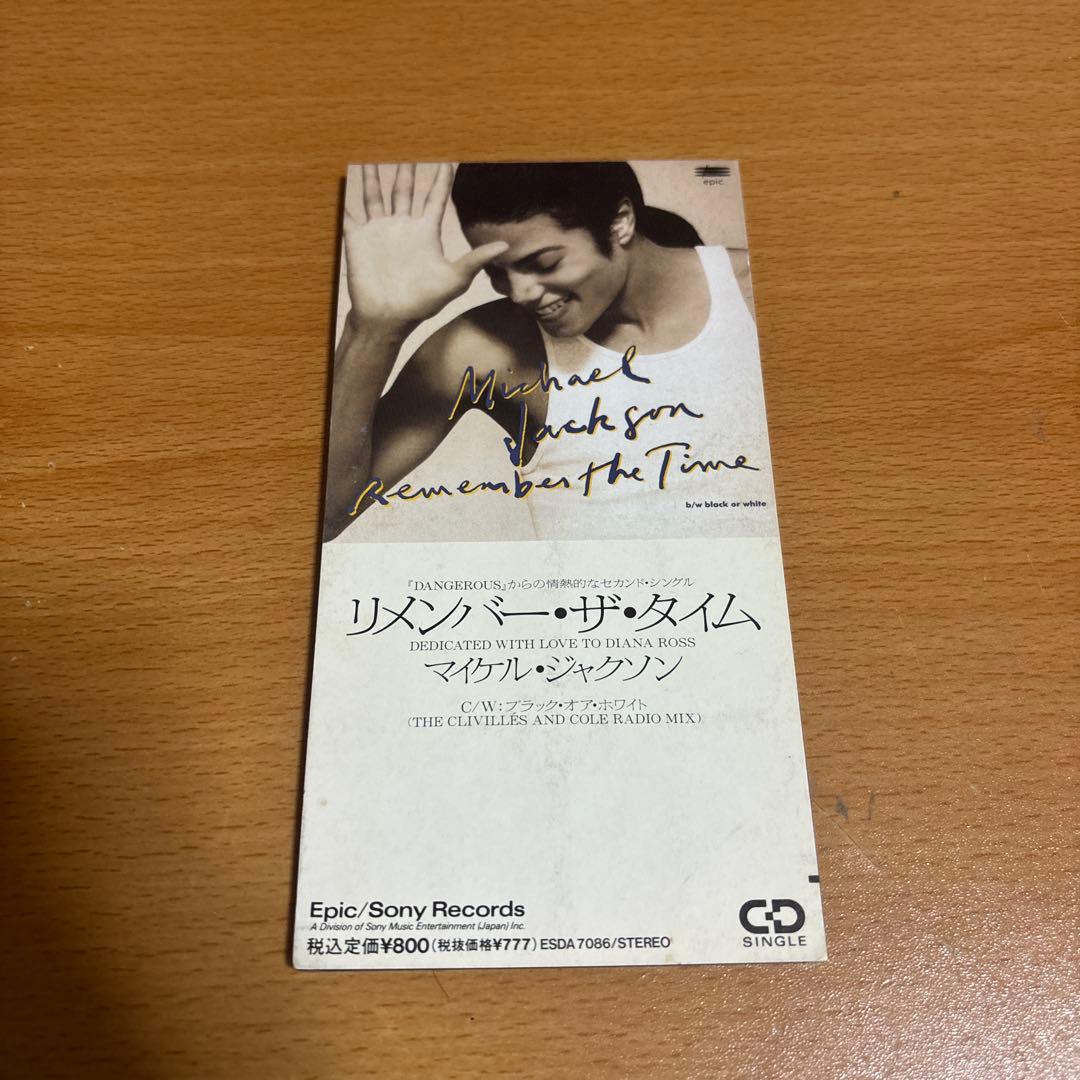 epic
Michael
Jackson
Remember the Time
b/w black or white
『DANGEROUS』からの情熱的なセカンド・シングル
リメンバー・ザ・タイム
DEDICATED WITH LOVE TO DIANA ROSS
マイケル・ジャクソン
C/W:ブラック・オア・ホワイト
(THE CLIVILLÉS AND COLE RADIO MIX)
Epic/Sony Records
A Division of Sony Music Entertainment (Japan) Inc.
税込定価¥800(税抜価格¥777) ESDA 7086/STEREO
CD
SINGLE